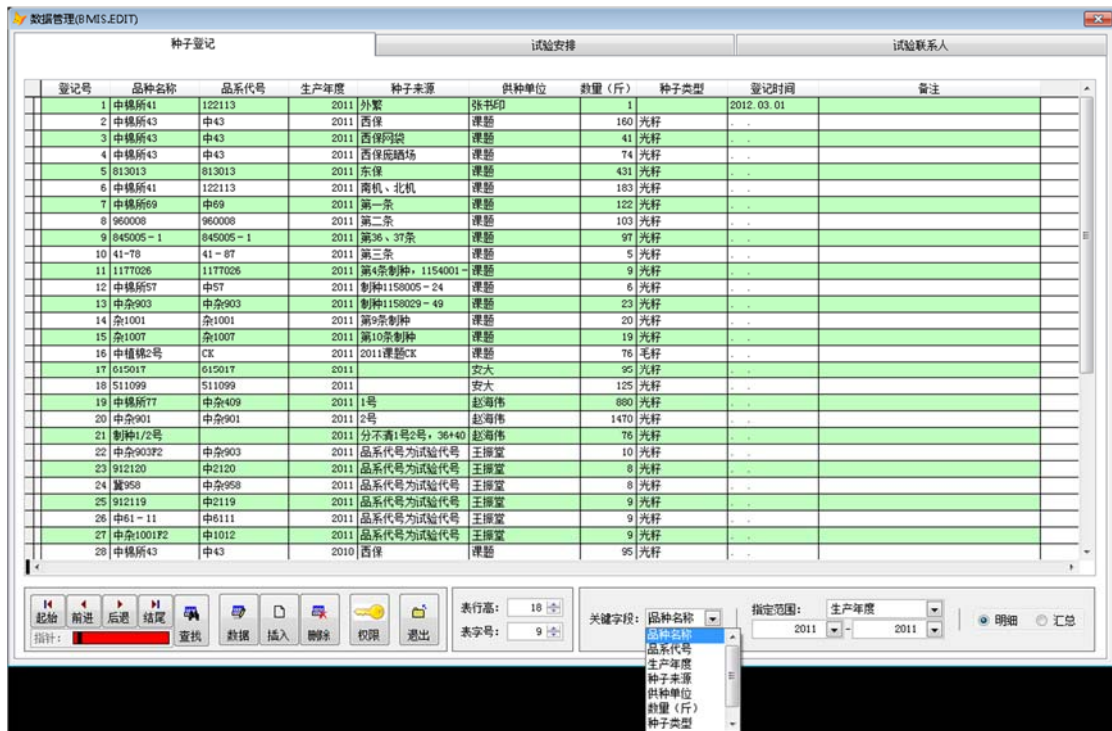 数据管理(BMIS.EDIT)
种子登记 试验安排 试验联系人
登记号 品种名称 品系代号 生产年度 种子来源 供种单位 数量(斤) 种子类型 登记时间 备注
1 中棉所41 122113 2011 外繁 张书印 1 2012.03.01
2 中棉所43 中43 2011 西保 课题 160 光籽 . .
3 中棉所43 中43 2011 西保网袋 课题 41 光籽 . .
4 中棉所43 中43 2011 西保庞晒场 课题 74 光籽 . .
5 813013 813013 2011 东保 课题 431 光籽 . .
6 中棉所41 122113 2011 南机、北机 课题 183 光籽 . .
7 中棉所69 中69 2011 第一条 课题 122 光籽 . .
8 960008 960008 2011 第二条 课题 103 光籽 . .
9 845005-1 845005-1 2011 第36、37条 课题 97 光籽 . .
10 41-78 41-87 2011 第三条 课题 5 光籽 . .
11 1177026 1177026 2011 第4条制种,1154001- 课题 9 光籽 . .
12 中棉所57 中57 2011 制种1158005-24 课题 6 光籽 . .
13 中杂903 中杂903 2011 制种1158029-49 课题 23 光籽 . .
14 杂1001 杂1001 2011 第9条制种 课题 20 光籽 . .
15 杂1007 杂1007 2011 第10条制种 课题 19 光籽 . .
16 中植棉2号 CK 2011 2011课题CK 课题 76 毛籽 . .
17 615017 615017 2011 安大 95 光籽 . .
18 511099 511099 2011 安大 125 光籽 . .
19 中棉所77 中杂409 2011 1号 赵海伟 880 光籽 . .
20 中杂901 中杂901 2011 2号 赵海伟 1470 光籽 . .
21 制种1/2号 2011 分不清1号2号,36+40 赵海伟 76 光籽 . .
22 中杂903F2 中杂903 2011 品系代号为试验代号 王振堂 10 光籽 . .
23 912120 中2120 2011 品系代号为试验代号 王振堂 8 光籽 . .
24 冀958 中杂958 2011 品系代号为试验代号 王振堂 8 光籽 . .
25 912119 中2119 2011 品系代号为试验代号 王振堂 9 光籽 . .
26 中61-11 中6111 2011 品系代号为试验代号 王振堂 9 光籽 . .
27 中杂1001F2 中1012 2011 品系代号为试验代号 王振堂 9 光籽 . .
28 中棉所43 中43 2010 西保 课题 95 光籽 . .
起始 前进 后退 结尾 查找 数据 插入 删除 权限 退出
指针:
表行高: 18
表字号: 9
关键字段: 品种名称
指定范围: 生产年度
2011 - 2011
明细 汇总
品种名称
品系代号
生产年度
种子来源
供种单位
数量(斤)
种子类型